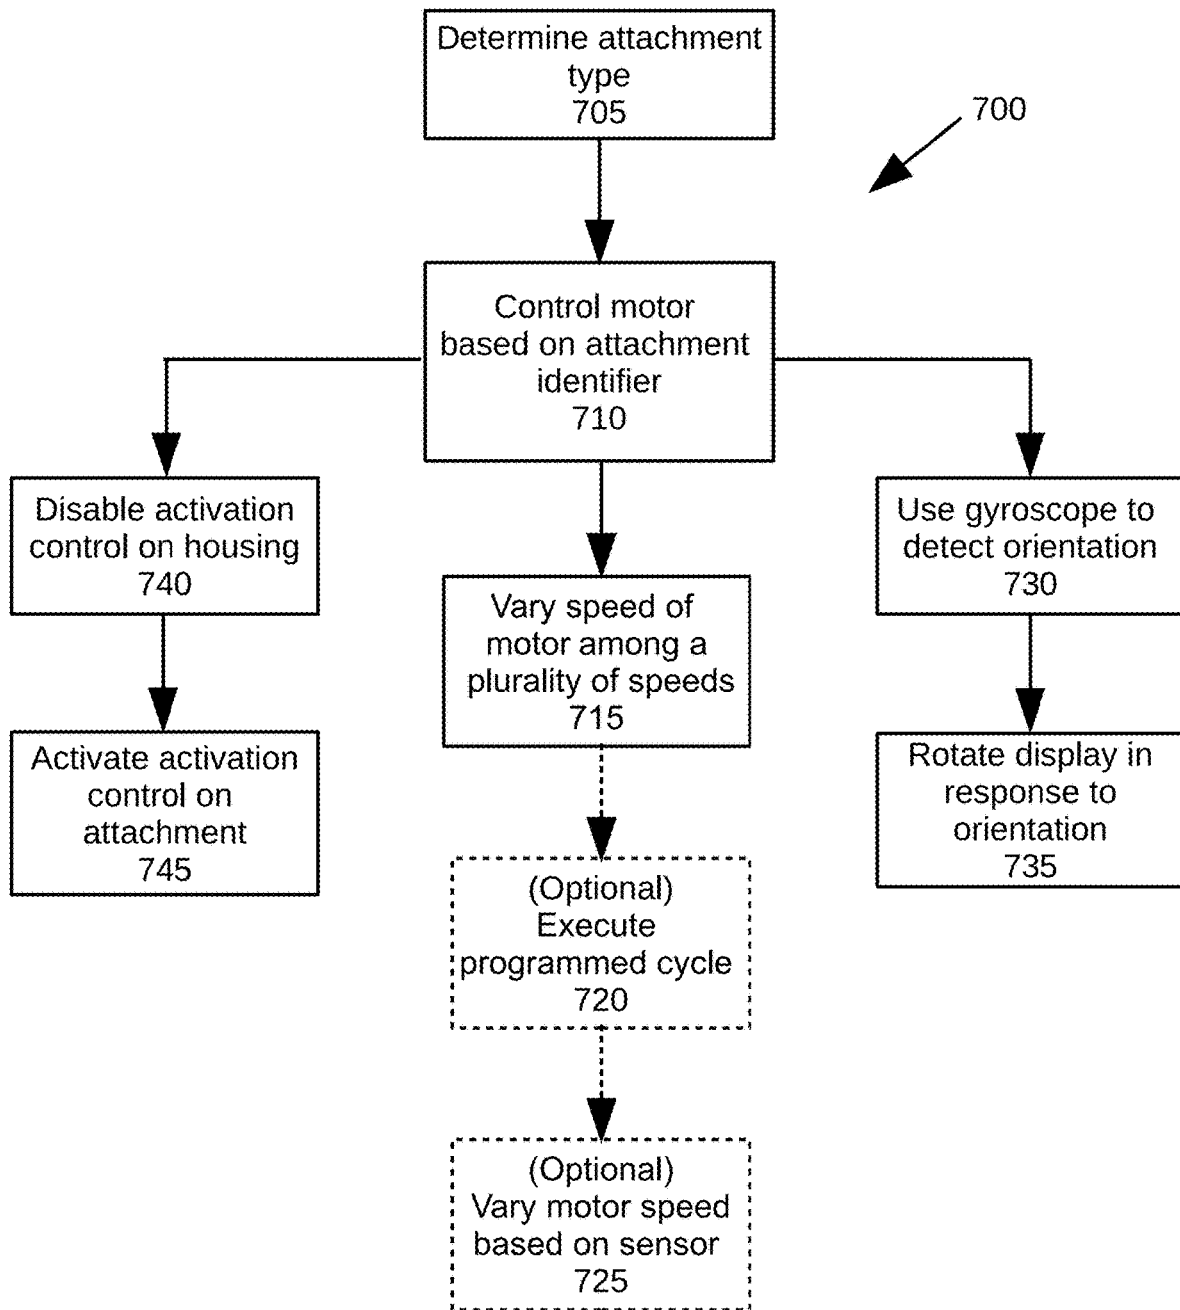 Determine attachment
type
705
700
Control motor
based on attachment
identifier
710
Disable activation
control on housing
740
Activate activation
control on
attachment
745
Vary speed of
motor among a
plurality of speeds
715
(Optional)
Execute
programmed cycle
720
(Optional)
Vary motor speed
based on sensor
725
Use gyroscope to
detect orientation
730
Rotate display in
response to
orientation
735